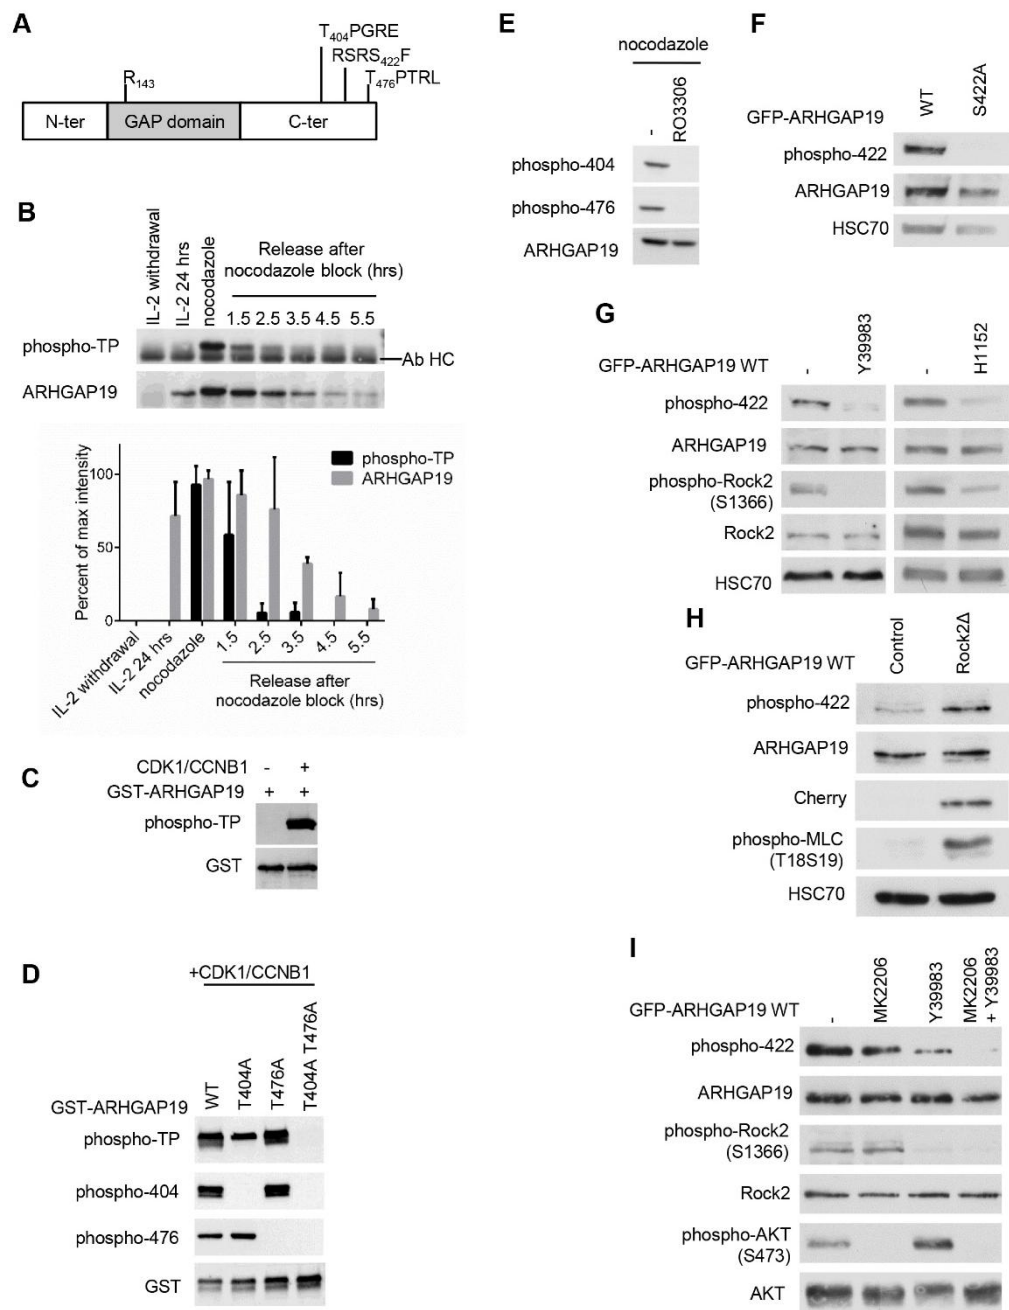 A
T404PGRE
RSRS422F
T476PTRL
R143
N-ter
GAP domain
C-ter
B
IL-2 withdrawal
IL-2 24 hrs
nocodazole
Release after
nocodazole block (hrs)
1.5 2.5 3.5 4.5 5.5
phospho-TP
Ab HC
ARHGAP19
phospho-TP
ARHGAP19
Percent of max intensity
100
50
0
IL-2 withdrawal
IL-2 24 hrs
nocodazole
1.5
2.5
3.5
4.5
5.5
Release after
nocodazole block (hrs)
C
CDK1/CCNB1 - +
GST-ARHGAP19 + +
phospho-TP
GST
D
+CDK1/CCNB1
GST-ARHGAP19
WT
T404A
T476A
T404A T476A
phospho-TP
phospho-404
phospho-476
GST
E
nocodazole
-
RO3306
phospho-404
phospho-476
ARHGAP19
F
GFP-ARHGAP19
WT
S422A
phospho-422
ARHGAP19
HSC70
G
GFP-ARHGAP19 WT
-
Y39983
-
H1152
phospho-422
ARHGAP19
phospho-Rock2
(S1366)
Rock2
HSC70
H
GFP-ARHGAP19 WT
Control
Rock2Δ
phospho-422
ARHGAP19
Cherry
phospho-MLC
(T18S19)
HSC70
I
GFP-ARHGAP19 WT
-
MK2206
Y39983
MK2206
+ Y39983
phospho-422
ARHGAP19
phospho-Rock2
(S1366)
Rock2
phospho-AKT
(S473)
AKT